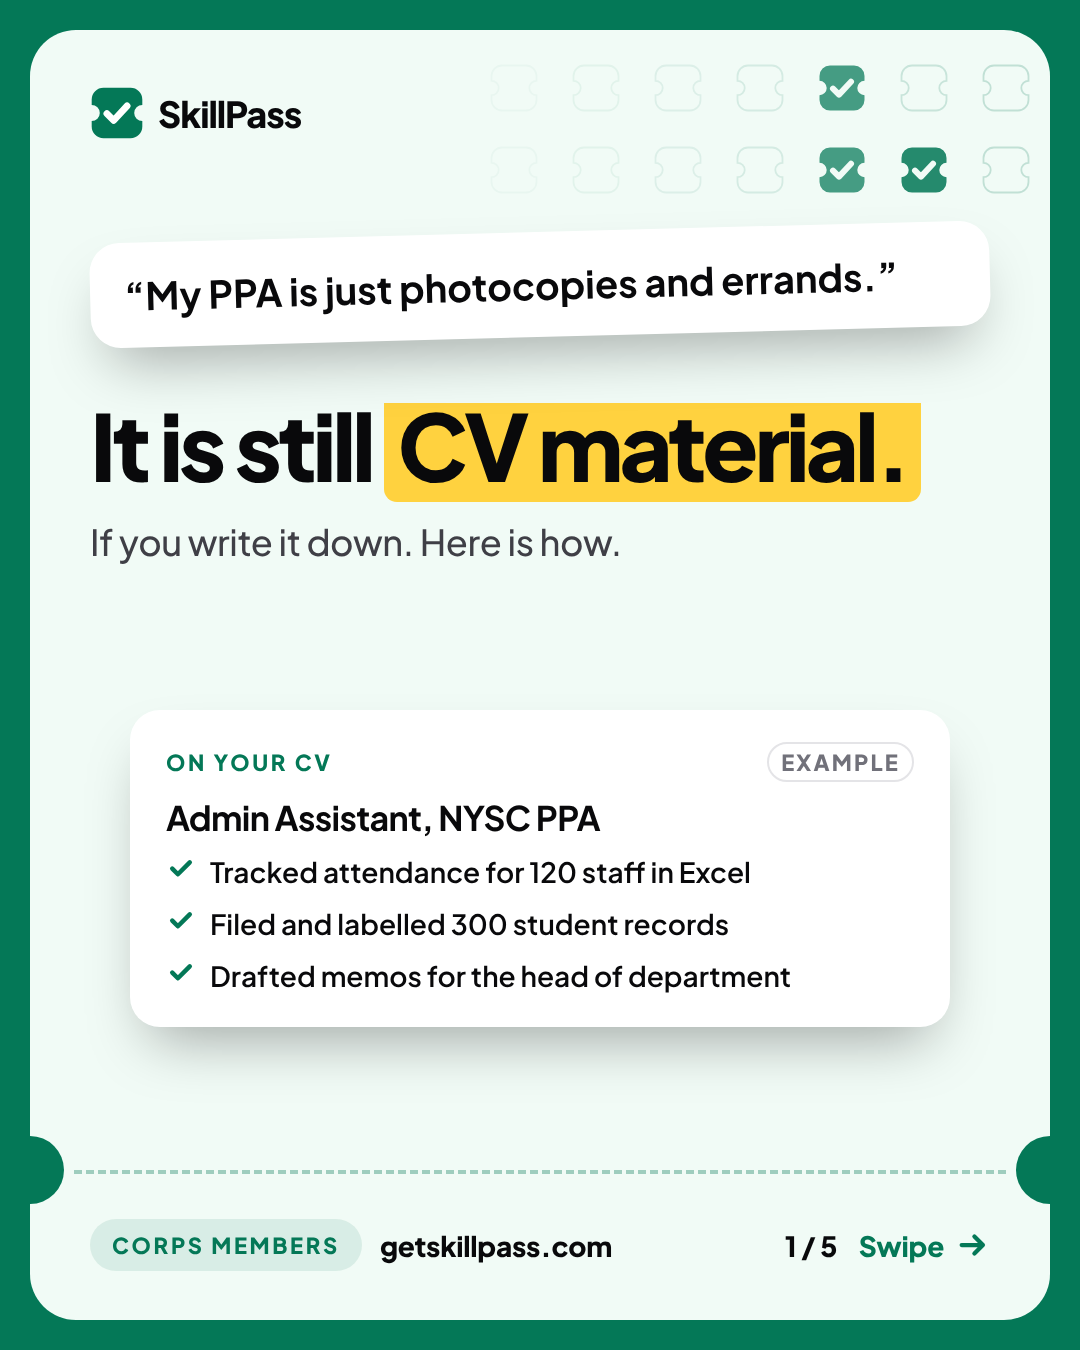 SkillPass
“My PPA is just photocopies and errands.”
It is still CV material.
If you write it down. Here is how.
ON YOUR CV
EXAMPLE
Admin Assistant, NYSC PPA
Tracked attendance for 120 staff in Excel
Filed and labelled 300 student records
Drafted memos for the head of department
CORPS MEMBERS
getskillpass.com
1 / 5 Swipe →